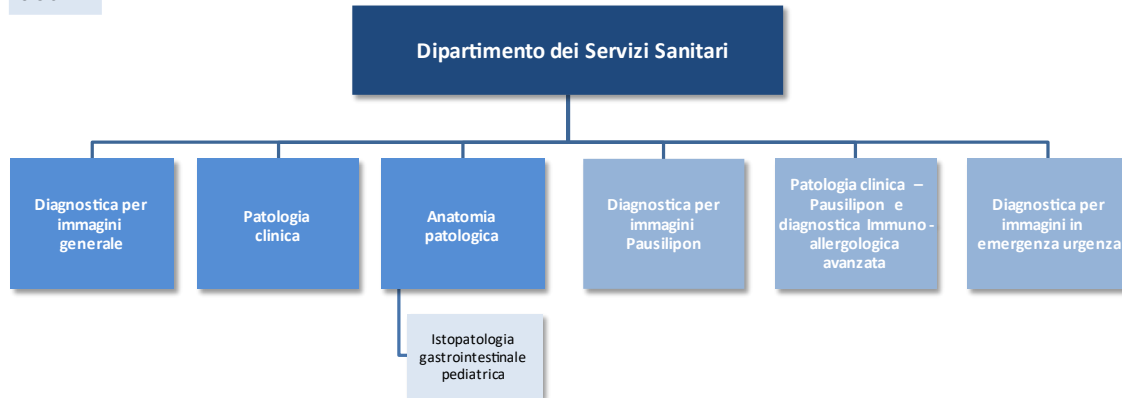 Dipartimento dei Servizi Sanitari
Diagnostica per
immagini
generale
Patologia
clinica
Anatomia
patologica
Diagnostica per
immagini
Pausilipon
Patologia clinica –
Pausilipon e
diagnostica Immuno-
allergologica
avanzata
Diagnostica per
immagini in
emergenza urgenza
Istopatologia
gastrointestinale
pediatrica